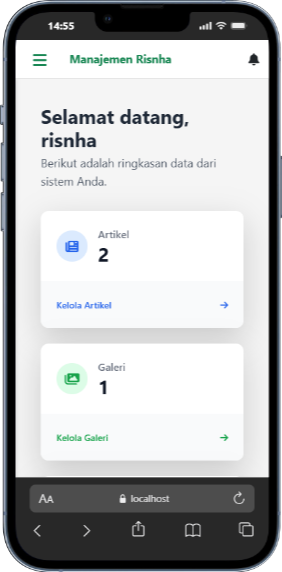 14:55
Manajemen Risnha
Selamat datang,
risnha
Berikut adalah ringkasan data dari
sistem Anda.
Artikel
2
Kelola Artikel
Galeri
1
Kelola Galeri
AA
localhost